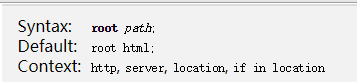 Syntax: root path;
Default: root html;
Context: http, server, location, if in location